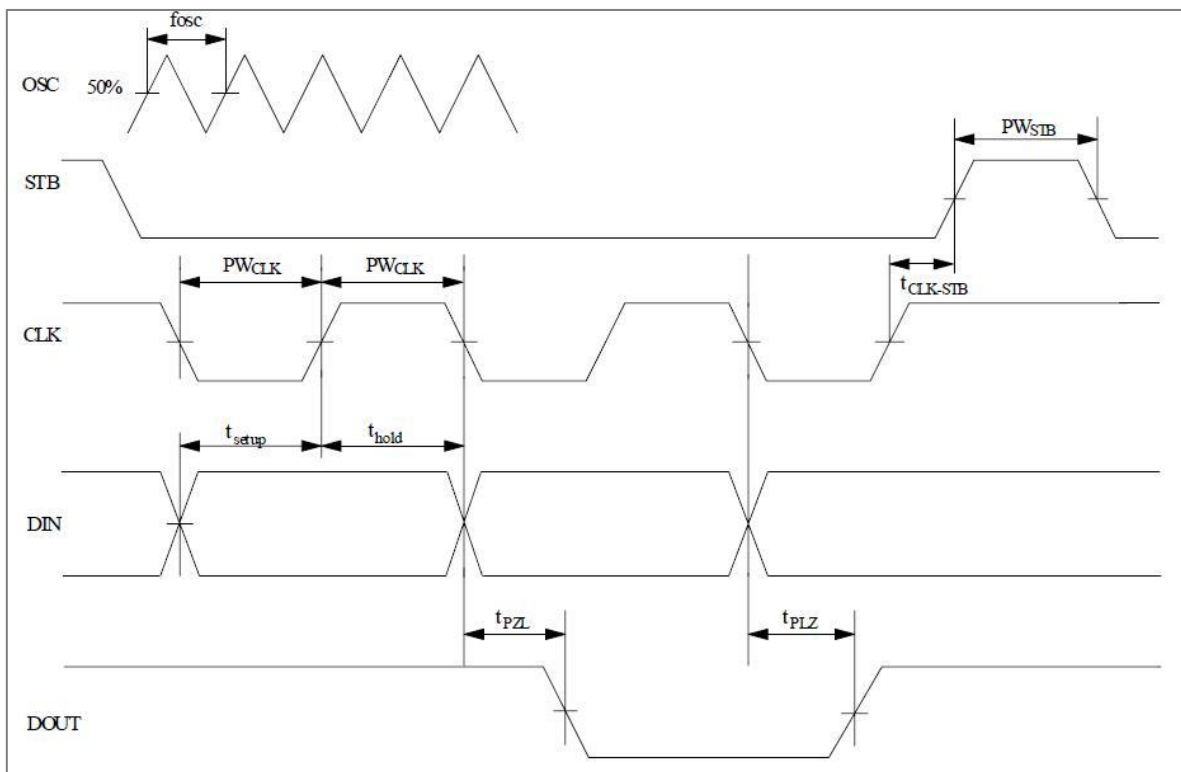 fosc
OSC
50%
PWSTB
STB
PWCLK
PWCLK
tCLK-STB
CLK
tsetup
thold
DIN
tPZL
tPLZ
DOUT